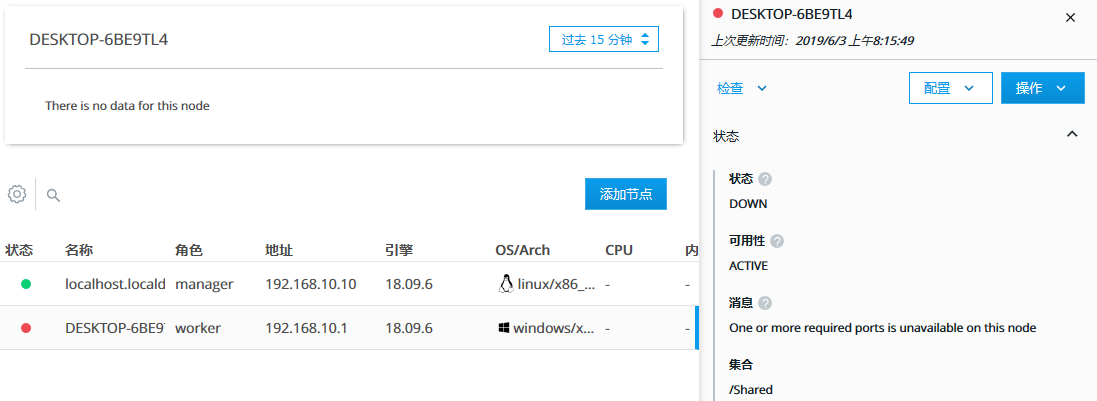 DESKTOP-6BE9TL4
过去 15 分钟
There is no data for this node
添加节点
状态 名称 角色 地址 引擎 OS/Arch CPU 内
localhost.locald manager 192.168.10.10 18.09.6 linux/x86_... - -
DESKTOP-6BE9T worker 192.168.10.1 18.09.6 windows/x... - -
DESKTOP-6BE9TL4
上次更新时间：2019/6/3 上午8:15:49
检查 配置 操作
状态
状态
DOWN
可用性
ACTIVE
消息
One or more required ports is unavailable on this node
集合
/Shared